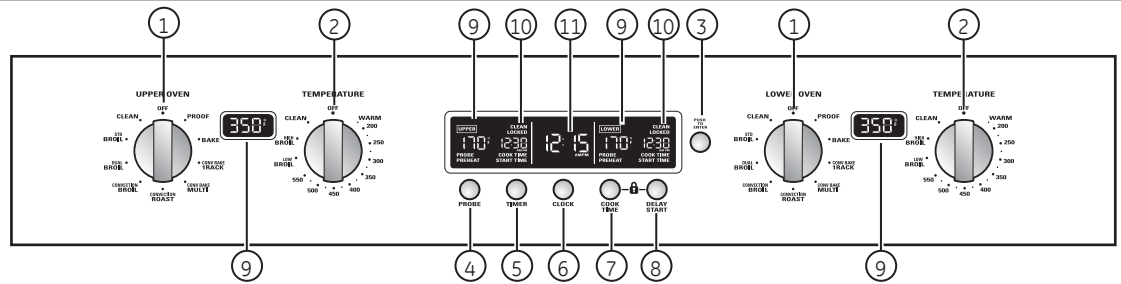 1 2 9 10 11 9 10 3 1 2
UPPER OVEN
OFF
PROOF
BAKE
CONV BAKE
1RACK
CONV BAKE
MULTI
CONVECTION
ROAST
CONVECTION
BROIL
DUAL
BROIL
STD
BROIL
CLEAN
350°F
TEMPERATURE
OFF
WARM
200
250
300
350
400
450
500
550
LOW
BROIL
HIGH
BROIL
UPPER
CLEAN
LOCKED
170°F
12:30
PROBE
PREHEAT
COOK TIME
START TIME
12:15
AMPM
LOWER
CLEAN
LOCKED
170°F
12:30
PROBE
PREHEAT
COOK TIME
START TIME
PUSH
TO
ENTER
PROBE
TIMER
CLOCK
COOK
TIME
DELAY
START
LOWER OVEN
OFF
PROOF
BAKE
CONV BAKE
1RACK
CONV BAKE
MULTI
CONVECTION
ROAST
CONVECTION
BROIL
DUAL
BROIL
STD
BROIL
CLEAN
350°F
TEMPERATURE
OFF
WARM
200
250
300
350
400
450
500
550
LOW
BROIL
HIGH
BROIL
9 4 5 6 7 8 9